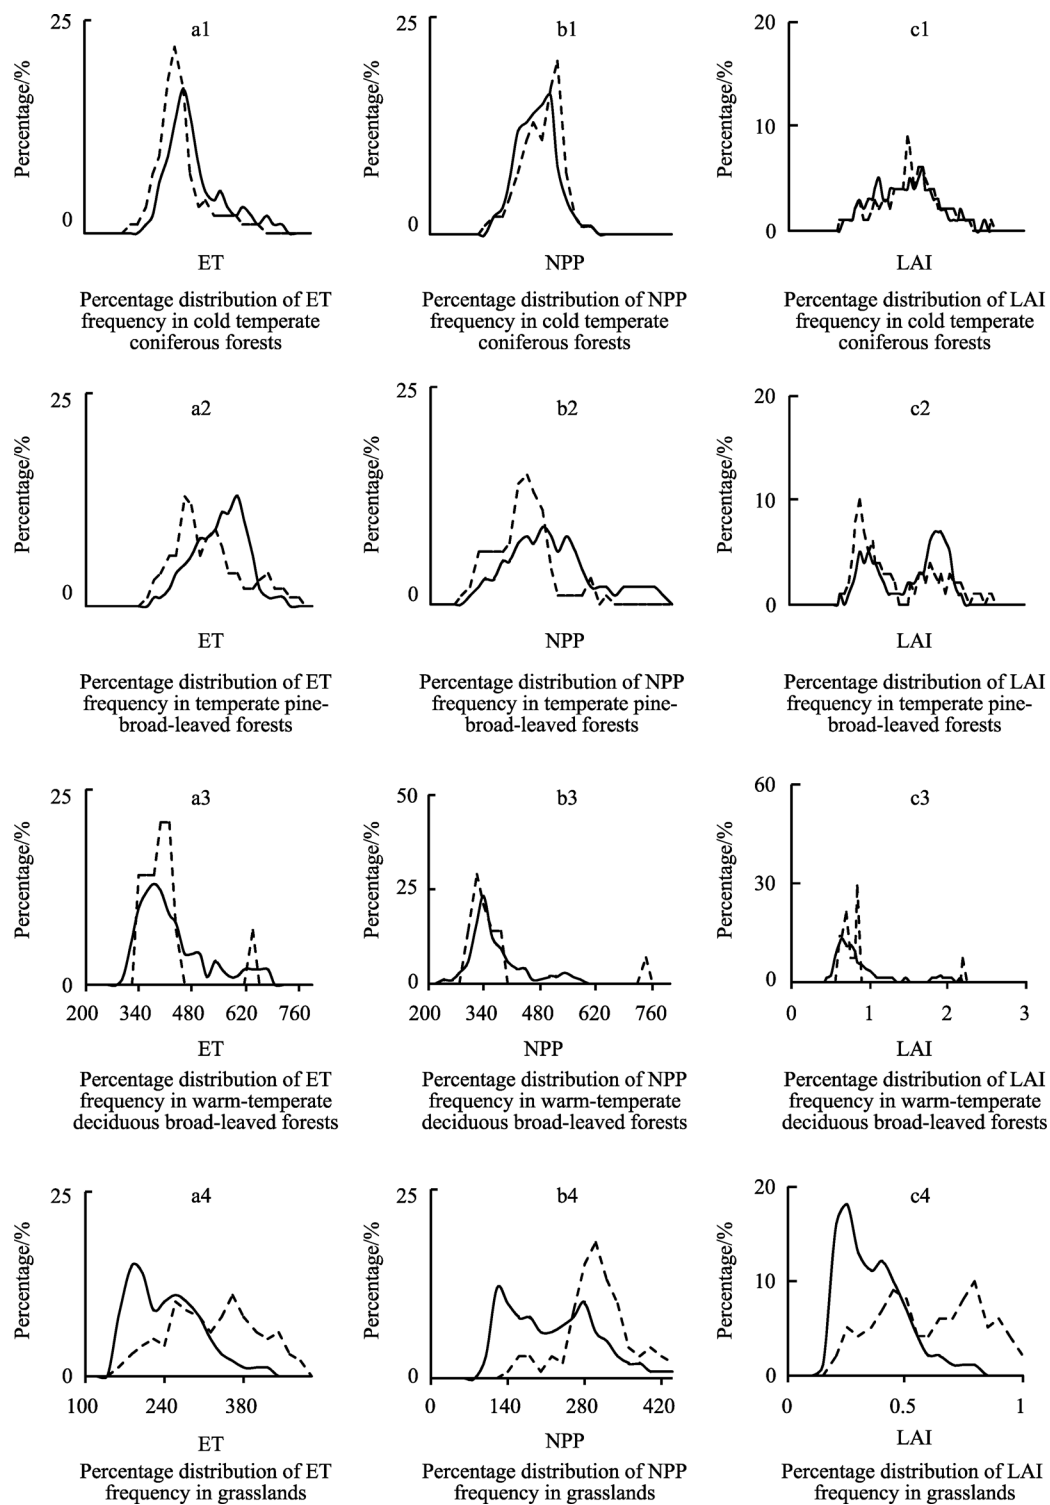 25
a1
Percentage/%
0
ET
Percentage distribution of ET
frequency in cold temperate
coniferous forests
25
b1
Percentage/%
0
NPP
Percentage distribution of NPP
frequency in cold temperate
coniferous forests
20
c1
Percentage/%
10
0
LAI
Percentage distribution of LAI
frequency in cold temperate
coniferous forests
25
a2
Percentage/%
0
ET
Percentage distribution of ET
frequency in temperate pine-
broad-leaved forests
25
b2
Percentage/%
0
NPP
Percentage distribution of NPP
frequency in temperate pine-
broad-leaved forests
20
c2
Percentage/%
10
0
LAI
Percentage distribution of LAI
frequency in temperate pine-
broad-leaved forests
25
a3
Percentage/%
0
200 340 480 620 760
ET
Percentage distribution of ET
frequency in warm-temperate
deciduous broad-leaved forests
50
b3
Percentage/%
25
0
200 340 480 620 760
NPP
Percentage distribution of NPP
frequency in warm-temperate
deciduous broad-leaved forests
60
c3
Percentage/%
30
0
0 1 2 3
LAI
Percentage distribution of LAI
frequency in warm-temperate
deciduous broad-leaved forests
25
a4
Percentage/%
0
100 240 380
ET
Percentage distribution of ET
frequency in grasslands
25
b4
Percentage/%
0
0 140 280 420
NPP
Percentage distribution of NPP
frequency in grasslands
20
c4
Percentage/%
10
0
0 0.5 1
LAI
Percentage distribution of LAI
frequency in grasslands